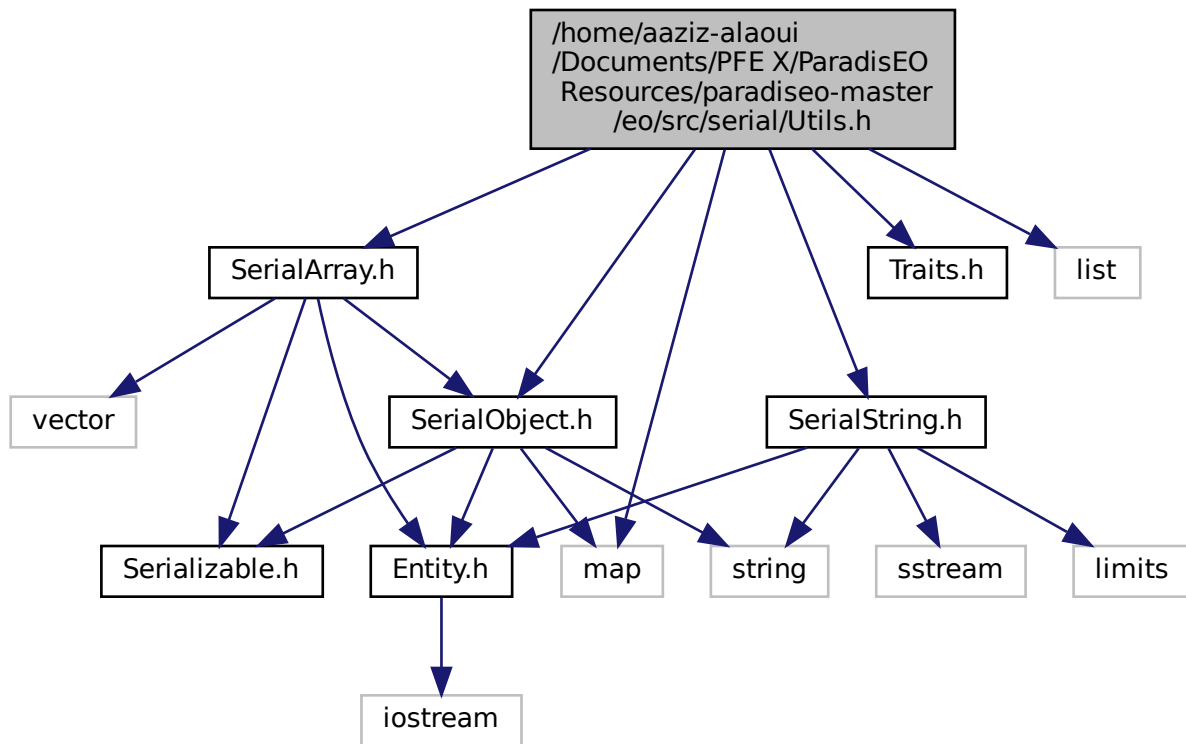 /home/aaziz-alaoui
/Documents/PFE X/ParadisEO
Resources/paradiseo-master
/eo/src/serial/Utils.h
SerialArray.h
Traits.h
list
vector
SerialObject.h
SerialString.h
Serializable.h
Entity.h
map
string
sstream
limits
iostream